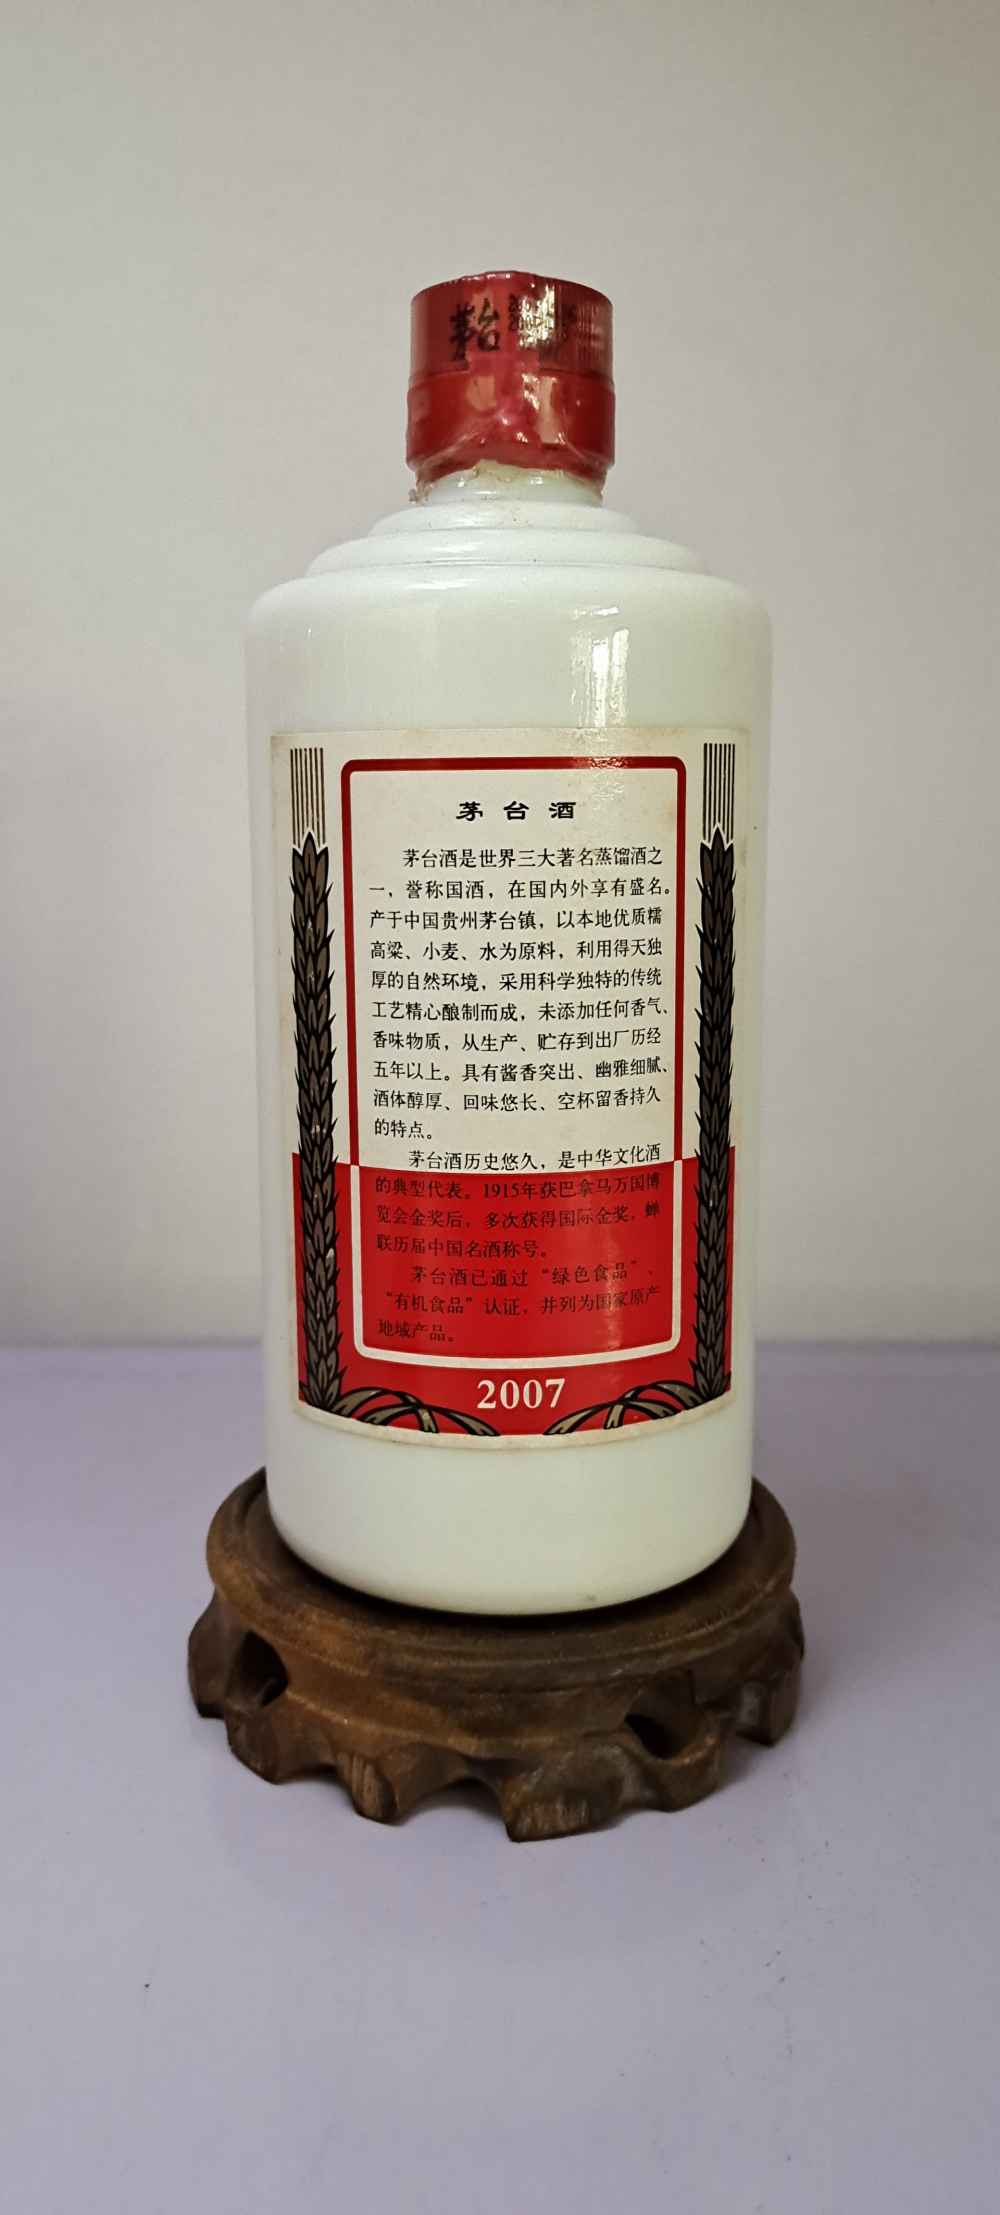 茅台
茅台酒
茅台酒是世界三大著名蒸馏酒之
一，誉称国酒，在国内外享有盛名。
产于中国贵州茅台镇，以本地优质糯
高粱、小麦、水为原料，利用得天独
厚的自然环境，采用科学独特的传统
工艺精心酿制而成，未添加任何香气、
香味物质，从生产、贮存到出厂历经
五年以上。具有酱香突出、幽雅细腻、
酒体醇厚、回味悠长、空杯留香持久
的特点。
茅台酒历史悠久，是中华文化酒
的典型代表。1915年获巴拿马万国博
览会金奖后，多次获得国际金奖，蝉
联历届中国名酒称号。
茅台酒已通过“绿色食品”、
“有机食品”认证，并列为国家原产
地域产品。
2007